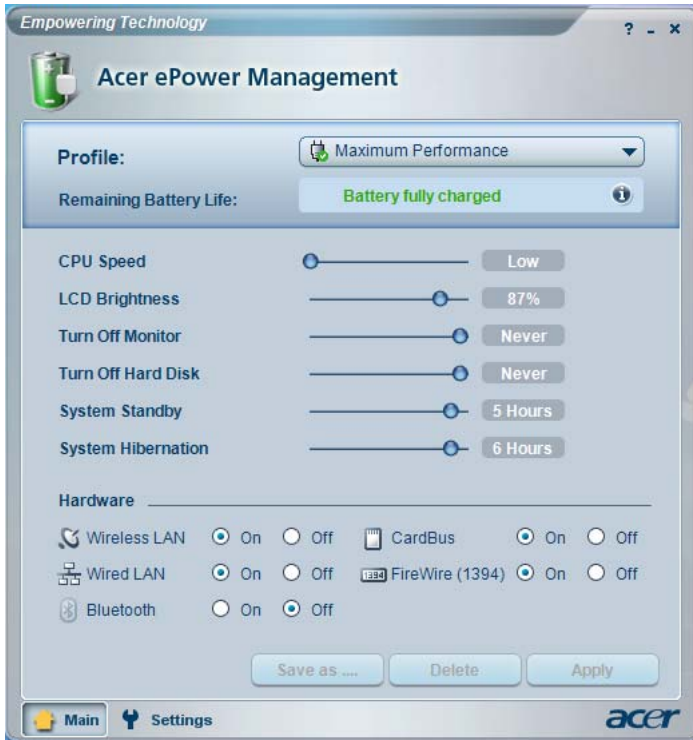 Empowering Technology
? - ×
Acer ePower Management
Profile: Maximum Performance
Remaining Battery Life: Battery fully charged
CPU Speed Low
LCD Brightness 87%
Turn Off Monitor Never
Turn Off Hard Disk Never
System Standby 5 Hours
System Hibernation 6 Hours
Hardware
Wireless LAN On Off CardBus On Off
Wired LAN On Off 1394 FireWire (1394) On Off
Bluetooth On Off
Save as .... Delete Apply
Main Settings acer